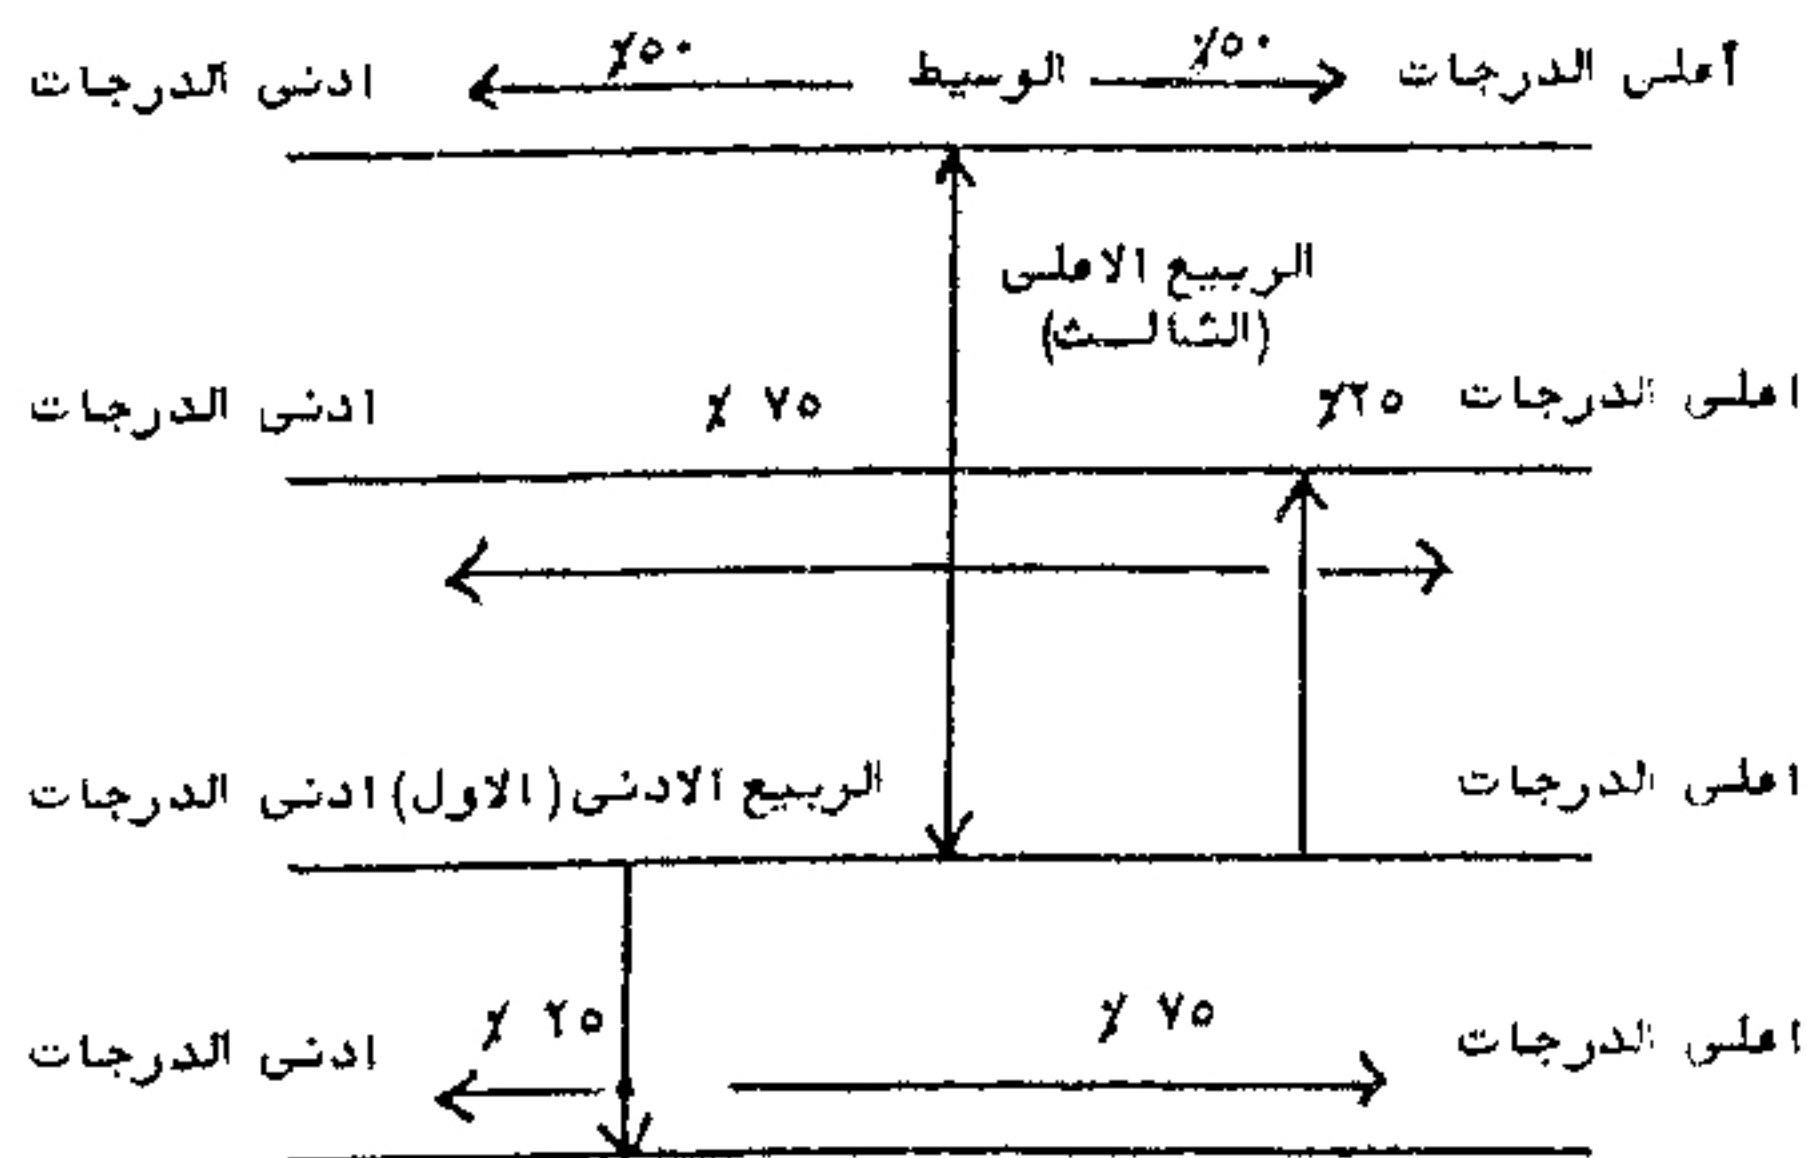 ٪٥٠ ٪٥٠
أعلى الدرجات الوسيط ادنى الدرجات
الربيع الاعلى
(الثالث)
اعلى الدرجات ٪٢٥ ٪ ٧٥ ادنى الدرجات
اعلى الدرجات الربيع الادنى (الاول) ادنى الدرجات
٪ ٧٥ ٪ ٢٥
اعلى الدرجات ادنى الدرجات